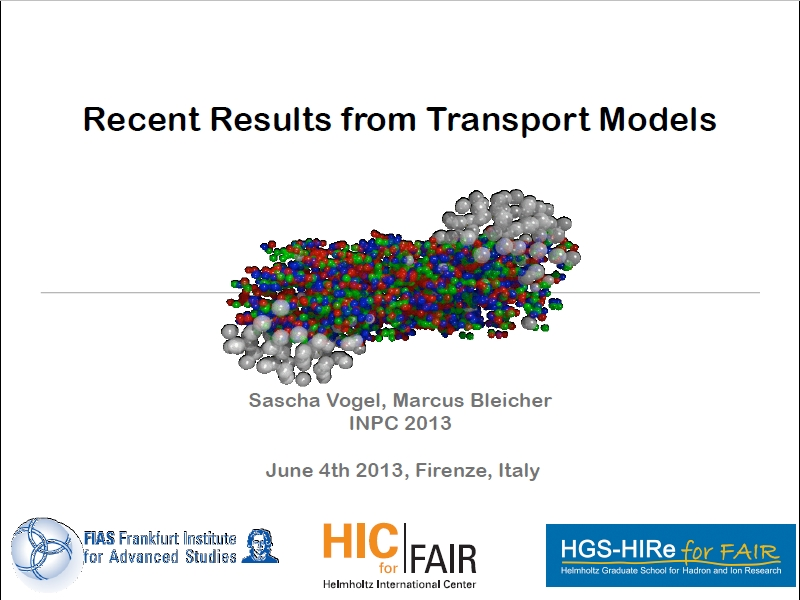 Recent Results from Transport Models
Sascha Vogel, Marcus Bleicher
INPC 2013
June 4th 2013, Firenze, Italy
FIAS Frankfurt Institute
for Advanced Studies
HIC
for FAIR
Helmholtz International Center
HGS-HIRe for FAIR
Helmholtz Graduate School for Hadron and Ion Research